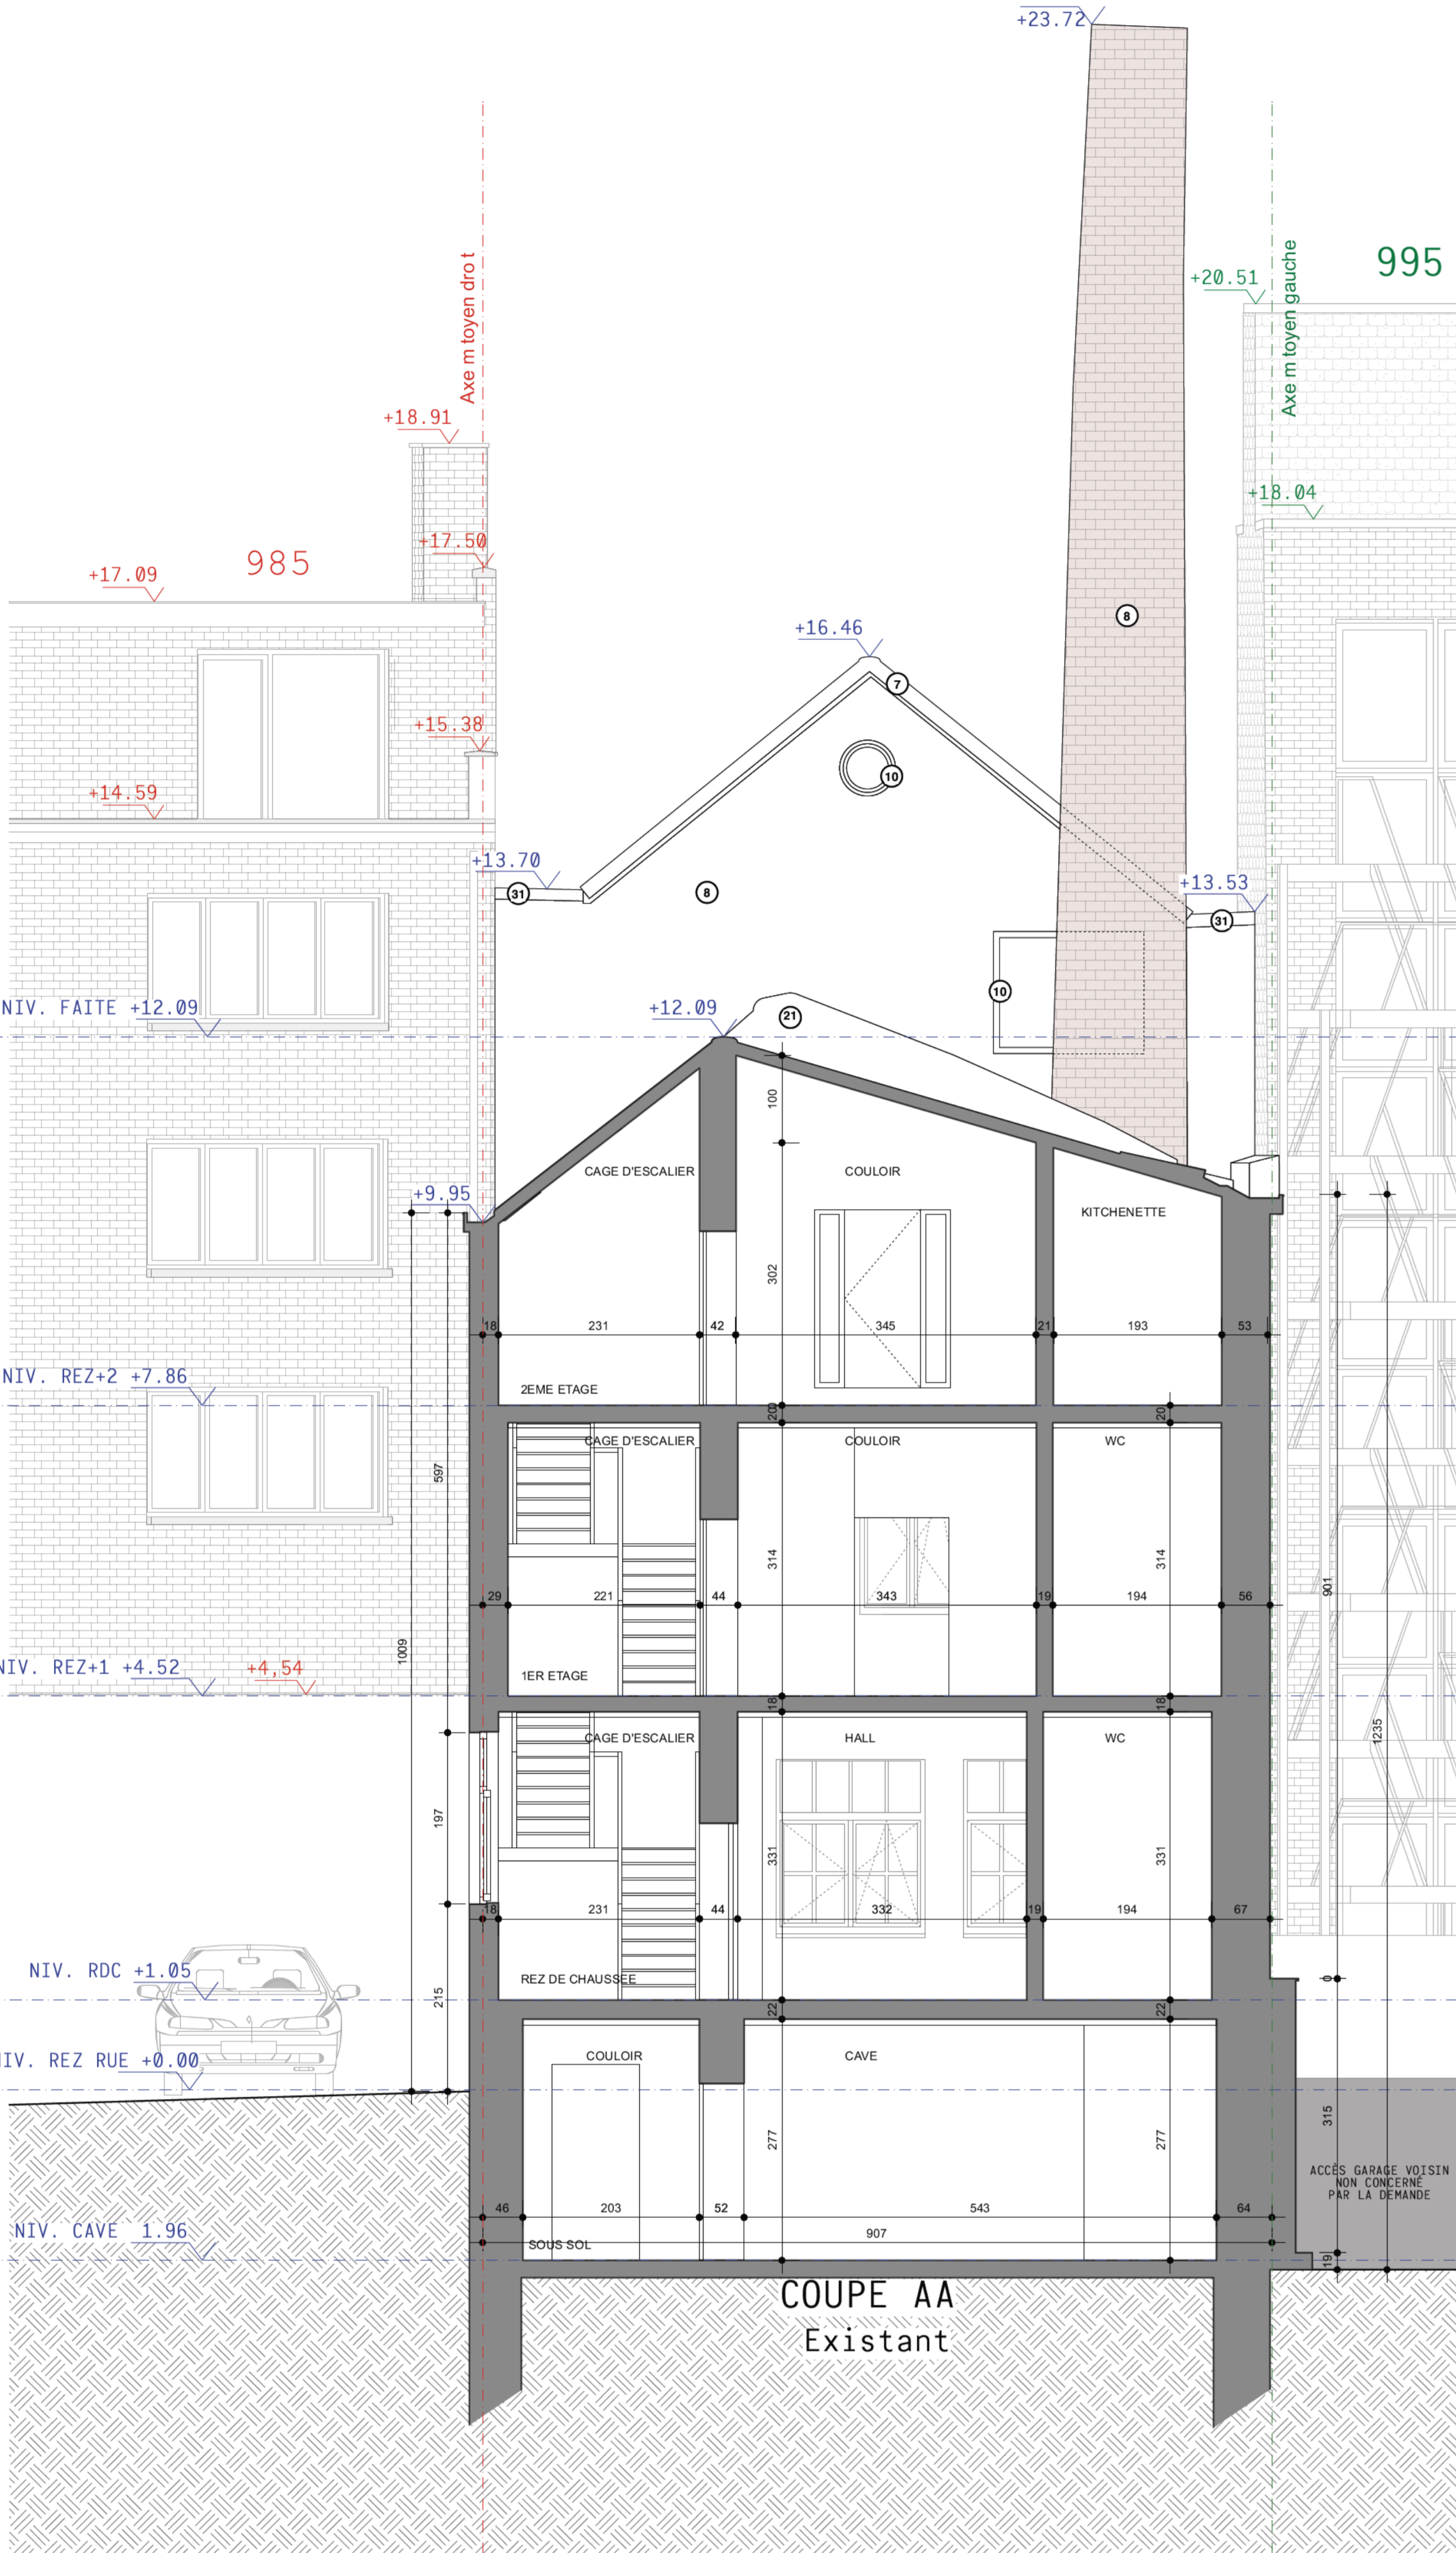 +23.72
Axe m toyen dro t
Axe m toyen gauche
995
+20.51
+18.91
+18.04
+17.50
985
+17.09
+16.46
8
7
+15.38
10
+14.59
+13.70
+13.53
31
8
31
10
NIV. FAITE +12.09
+12.09
21
100
CAGE D'ESCALIER
COULOIR
+9.95
KITCHENETTE
302
18
231
42
345
21
193
53
NIV. REZ+2 +7.86
2EME ETAGE
20
20
CAGE D'ESCALIER
COULOIR
WC
597
314
314
901
29
221
44
343
19
194
56
1009
NIV. REZ+1 +4.52
+4,54
1ER ETAGE
18
18
CAGE D'ESCALIER
HALL
WC
1235
197
331
331
18
231
44
332
19
194
67
NIV. RDC +1.05
REZ DE CHAUSSEE
0
215
22
22
NIV. REZ RUE +0.00
COULOIR
CAVE
277
277
315
ACCÈS GARAGE VOISIN
NON CONCERNÉ
PAR LA DEMANDE
46
203
52
543
64
NIV. CAVE 1.96
907
SOUS SOL
19
COUPE AA
Existant